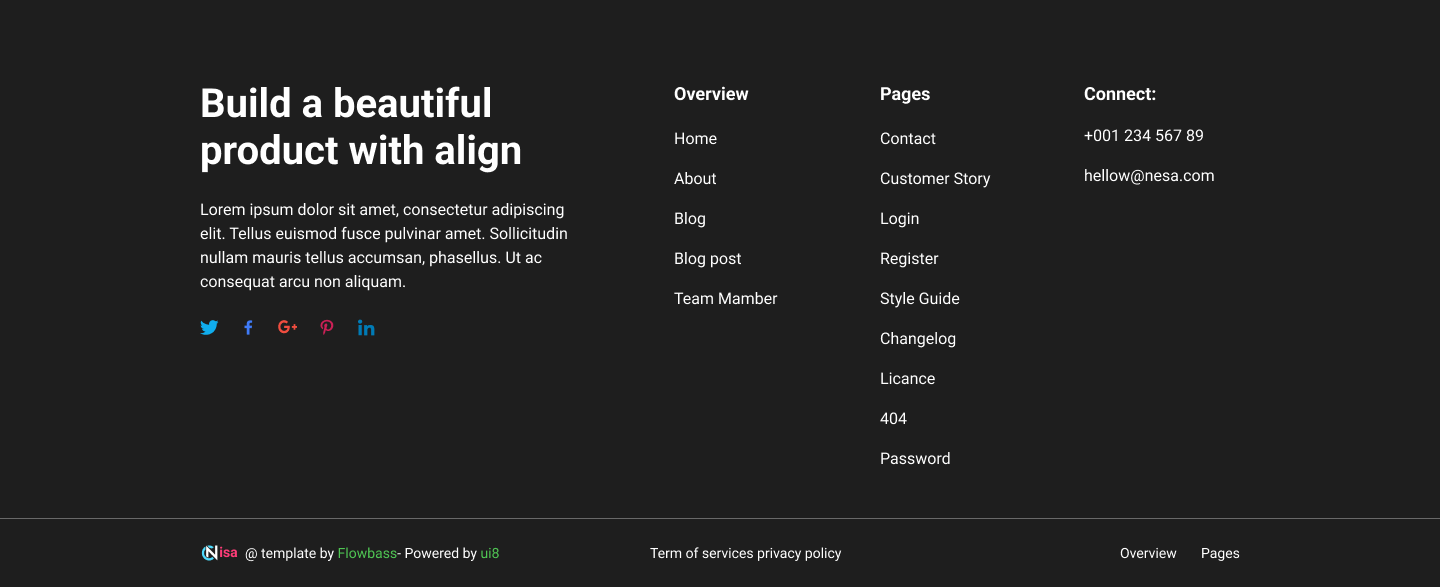 Build a beautiful
product with align
Lorem ipsum dolor sit amet, consectetur adipiscing
elit. Tellus euismod fusce pulvinar amet. Sollicitudin
nullam mauris tellus accumsan, phasellus. Ut ac
consequat arcu non aliquam.
Overview
Home
About
Blog
Blog post
Team Mamber
Pages
Contact
Customer Story
Login
Register
Style Guide
Changelog
Licance
404
Password
Connect:
+001 234 567 89
hellow@nesa.com
Nisa @ template by Flowbass- Powered by ui8
Term of services privacy policy
Overview Pages